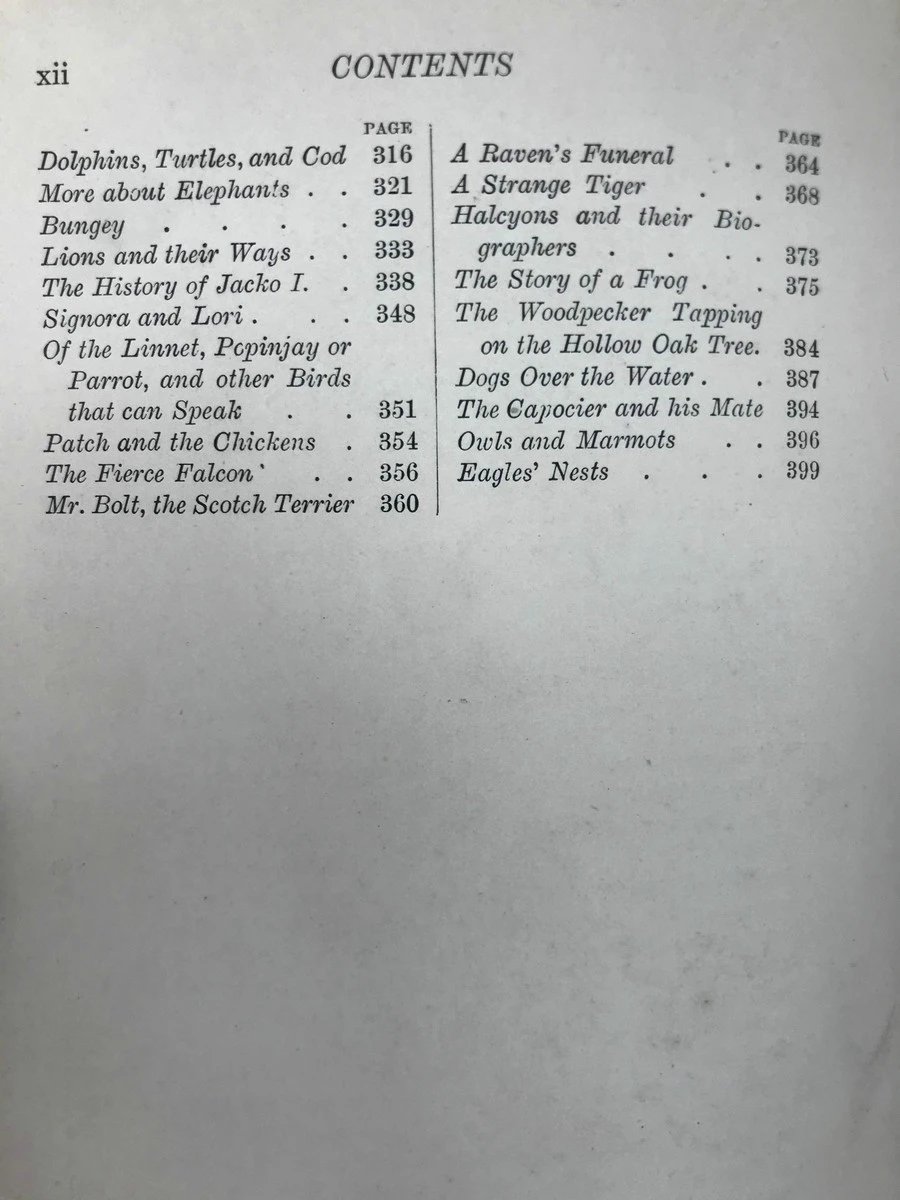 xii
CONTENTS
PAGE
Dolphins, Turtles, and Cod 316
More about Elephants . . 321
Bungey . . . . 329
Lions and their Ways . . 333
The History of Jacko I. . 338
Signora and Lori . . . 348
Of the Linnet, Popinjay or
Parrot, and other Birds
that can Speak . . 351
Patch and the Chickens . 354
The Fierce Falcon . . 356
Mr. Bolt, the Scotch Terrier 360
PAGE
A Raven's Funeral . . 364
A Strange Tiger . . 368
Halcyons and their Bio-
graphers . . . . 373
The Story of a Frog . . 375
The Woodpecker Tapping
on the Hollow Oak Tree. 384
Dogs Over the Water . . 387
The Capocier and his Mate 394
Owls and Marmots . . 396
Eagles' Nests . . . 399